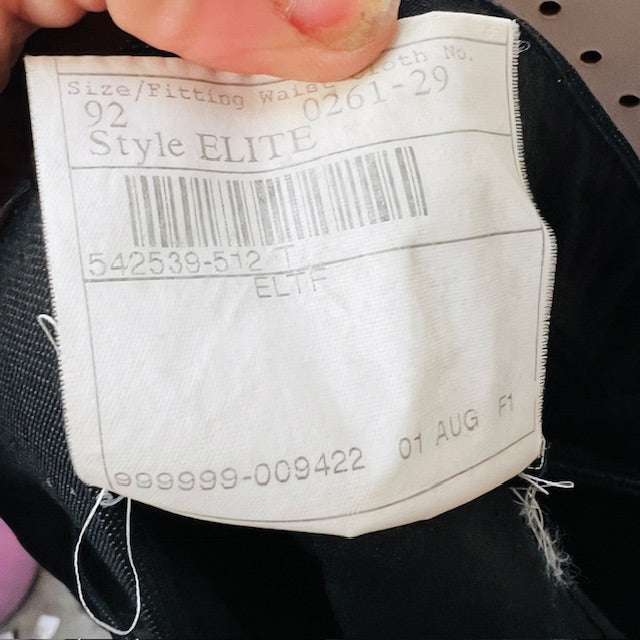 Size/Fitting Waist Cloth No.
92 0261-29
Style ELITE
542539-512 T
ELTF
999999-009422 01 AUG F1